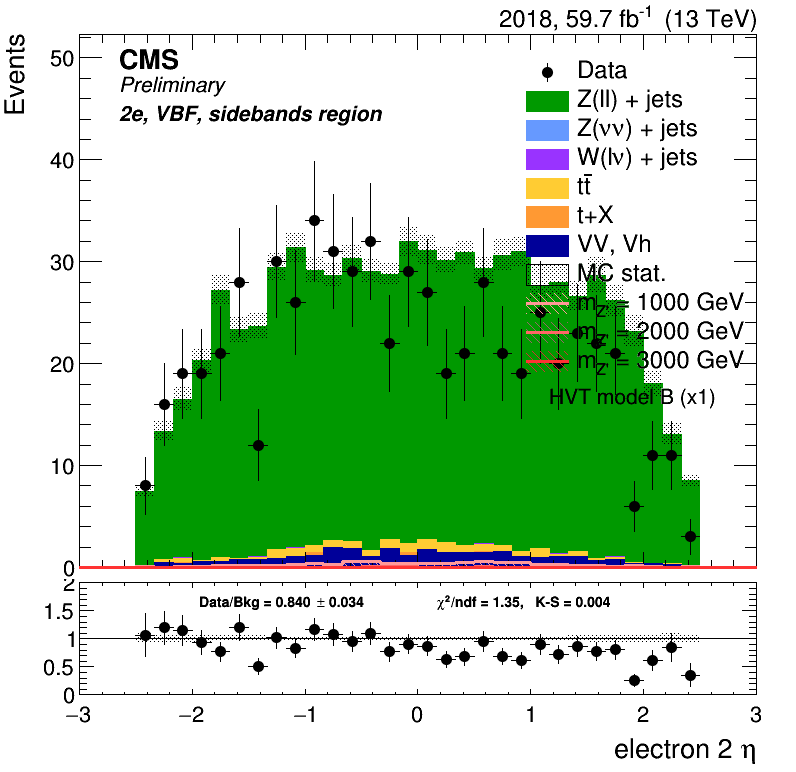 2018, 59.7 fb⁻¹ (13 TeV)
Events
CMS
Preliminary
2e, VBF, sidebands region
Data
Z(ll) + jets
Z(νν) + jets
W(lν) + jets
tt̄
t+X
VV, Vh
MC stat.
m_Z' = 1000 GeV
m_Z' = 2000 GeV
m_Z' = 3000 GeV
HVT model B (x1)
50
40
30
20
10
0
Data/Bkg = 0.840 ± 0.034
χ²/ndf = 1.35, K-S = 0.004
2
1.5
1
0.5
0
−3 −2 −1 0 1 2 3
electron 2 η